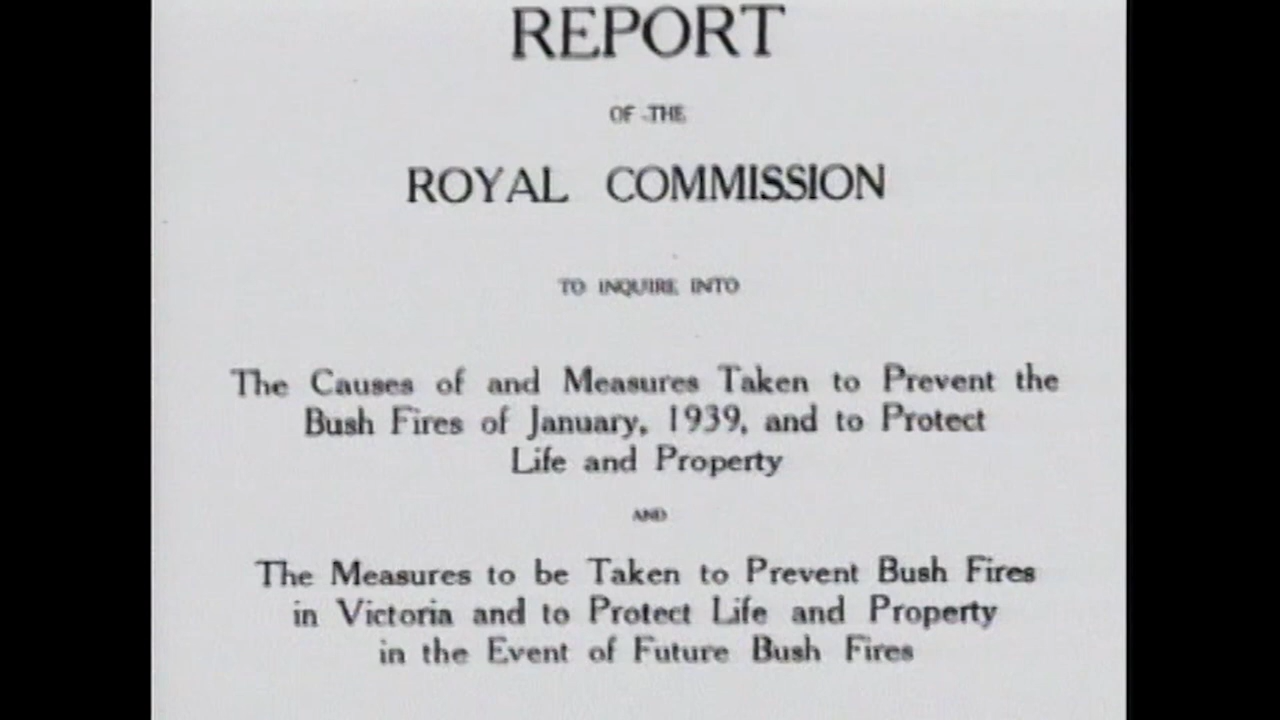 REPORT
OF THE
ROYAL COMMISSION
TO INQUIRE INTO
The Causes of and Measures Taken to Prevent the
Bush Fires of January, 1939, and to Protect
Life and Property
AND
The Measures to be Taken to Prevent Bush Fires
in Victoria and to Protect Life and Property
in the Event of Future Bush Fires